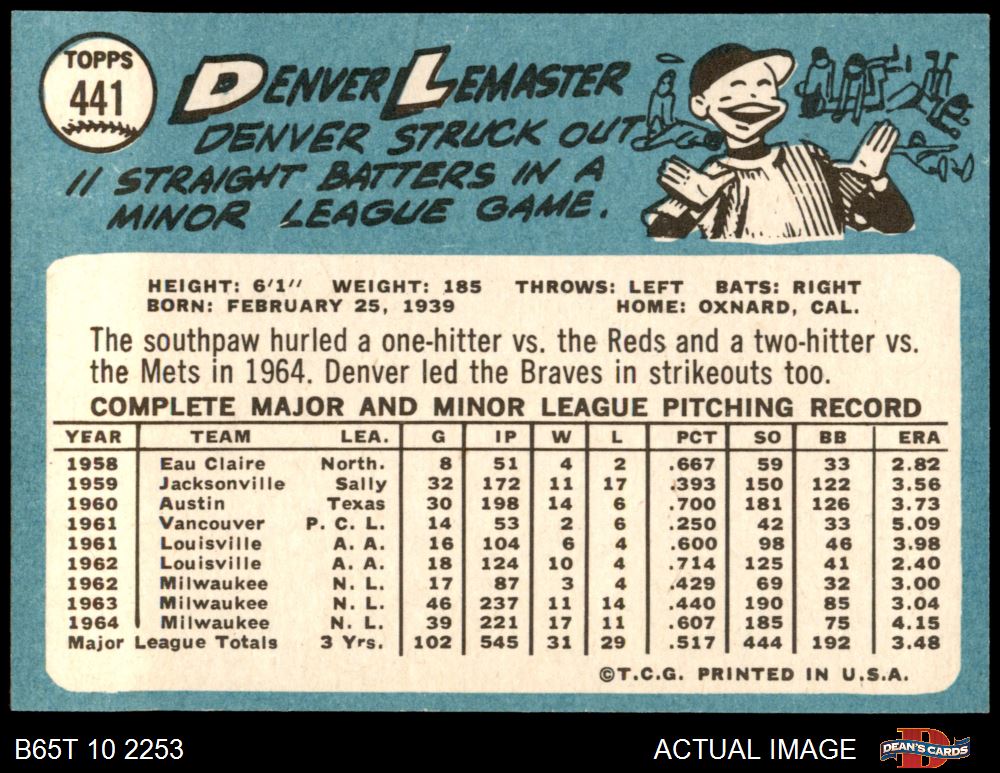 TOPPS
441
DENVER LEMASTER
DENVER STRUCK OUT
11 STRAIGHT BATTERS IN A
MINOR LEAGUE GAME.
HEIGHT: 6'1" WEIGHT: 185 THROWS: LEFT BATS: RIGHT
BORN: FEBRUARY 25, 1939 HOME: OXNARD, CAL.
The southpaw hurled a one-hitter vs. the Reds and a two-hitter vs.
the Mets in 1964. Denver led the Braves in strikeouts too.
COMPLETE MAJOR AND MINOR LEAGUE PITCHING RECORD
YEAR TEAM LEA. G IP W L PCT SO BB ERA
1958 Eau Claire North. 8 51 4 2 .667 59 33 2.82
1959 Jacksonville Sally 32 172 11 17 .393 150 122 3.56
1960 Austin Texas 30 198 14 6 .700 181 126 3.73
1961 Vancouver P. C. L. 14 53 2 6 .250 42 33 5.09
1961 Louisville A. A. 16 104 6 4 .600 98 46 3.98
1962 Louisville A. A. 18 124 10 4 .714 125 41 2.40
1962 Milwaukee N. L. 17 87 3 4 .429 69 32 3.00
1963 Milwaukee N. L. 46 237 11 14 .440 190 85 3.04
1964 Milwaukee N. L. 39 221 17 11 .607 185 75 4.15
Major League Totals 3 Yrs. 102 545 31 29 .517 444 192 3.48
©T.C.G. PRINTED IN U.S.A.
B65T 10 2253 ACTUAL IMAGE DEAN'S CARDS